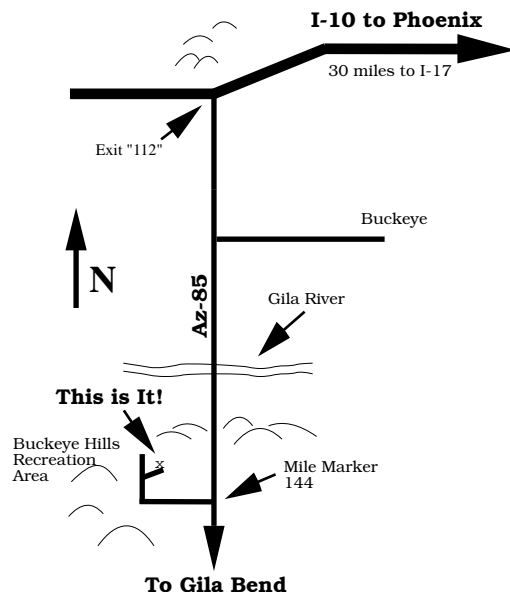 I-10 to Phoenix
30 miles to I-17
Exit "112"
Buckeye
N
Az-85
Gila River
This is It!
Buckeye Hills
Recreation
Area
x
Mile Marker
144
To Gila Bend